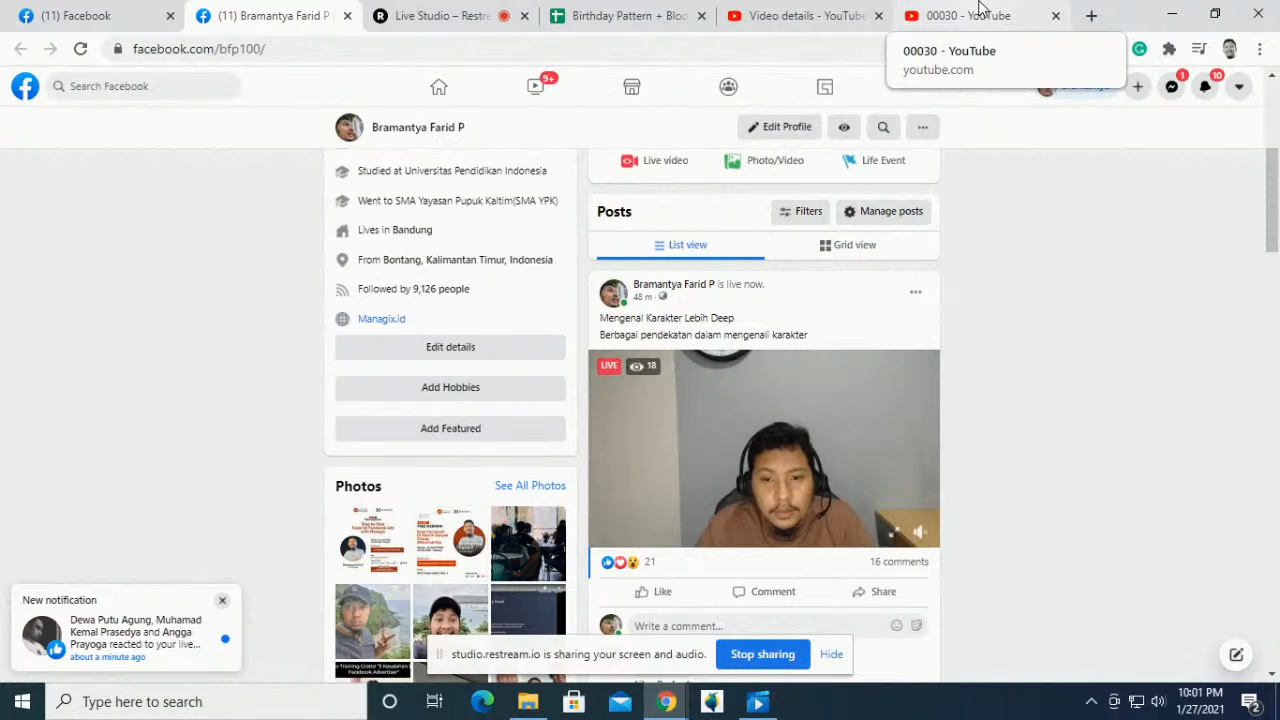 (11) Facebook
(11) Bramantya Farid P
Live Studio – Restre
Birthday Pattern + Bloo
Video details - YouTube
00030 - YouTube
facebook.com/bfp100/
00030 - YouTube
youtube.com
Search Facebook
9+
1
10
Bramantya Farid P
Edit Profile
Studied at Universitas Pendidikan Indonesia
Went to SMA Yayasan Pupuk Kaltim(SMA YPK)
Lives in Bandung
From Bontang, Kalimantan Timur, Indonesia
Followed by 9,126 people
Managix.id
Edit details
Add Hobbies
Add Featured
Photos
See All Photos
Live video
Photo/Video
Life Event
Posts
Filters
Manage posts
List view
Grid view
Bramantya Farid P is live now.
48 m
Mengenal Karakter Lebih Deep
Berbagai pendekatan dalam mengenali karakter
LIVE
18
21
16 comments
Like
Comment
Share
Write a comment...
New notification
Dewa Putu Agung, Muhamad
Kemal Prasedya and Angga
Prayoga reacted to your live...
about a minute ago
studio.restream.io is sharing your screen and audio.
Stop sharing
Hide
Type here to search
10:01 PM
1/27/2021
2